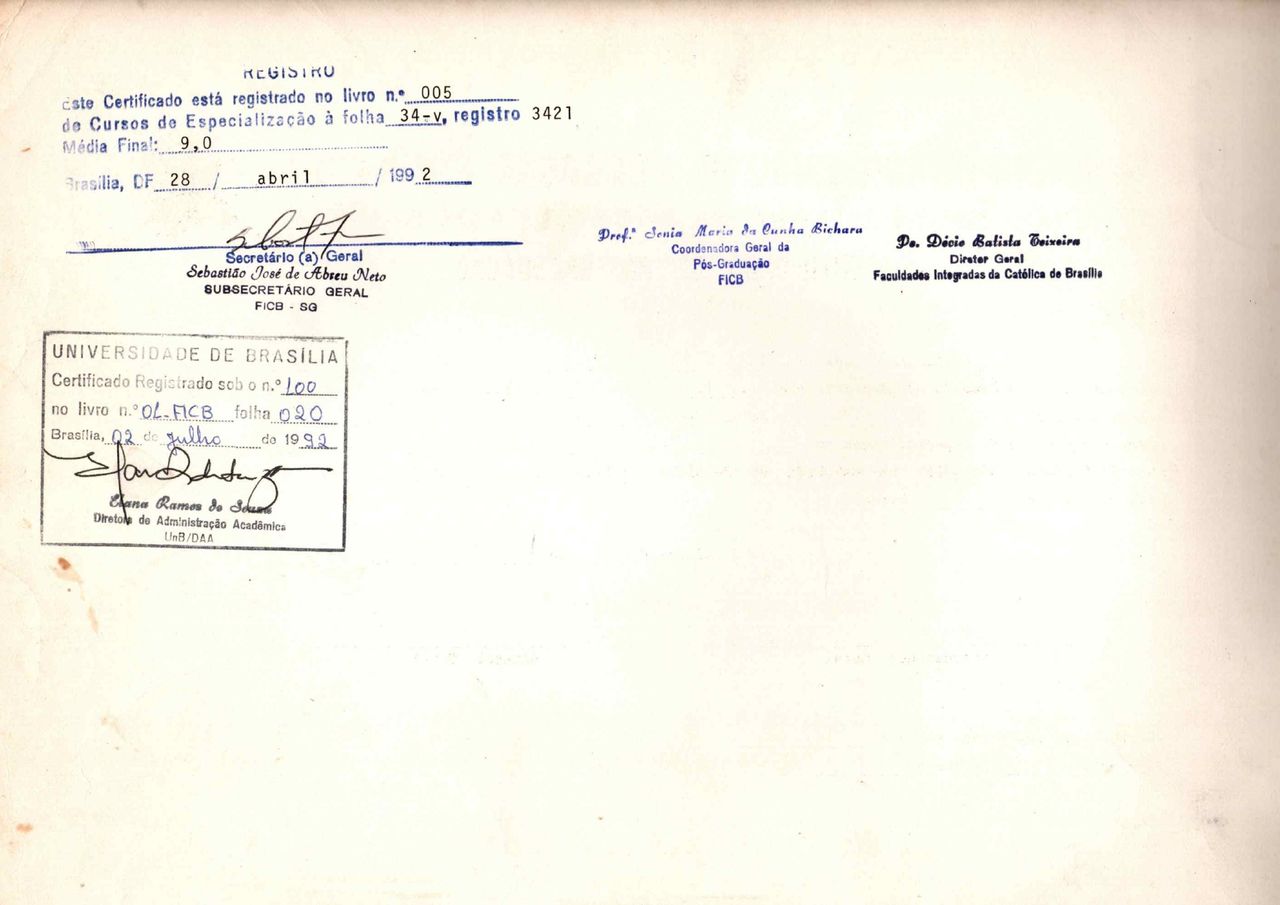 REGISTRO
Este Certificado está registrado no livro n.º 005
de Cursos de Especialização à folha 34-v, registro 3421
Média Final: 9,0
Brasília, DF 28 / abril / 1992
Secretário (a) Geral
Sebastião José de Abreu Neto
SUBSECRETÁRIO GERAL
FICB - SG
Prof.ª Sonia Maria da Cunha Bichara
Coordenadora Geral da
Pós-Graduação
FICB
Pe. Décio Batista Teixeira
Diretor Geral
Faculdades Integradas da Católica de Brasília
UNIVERSIDADE DE BRASÍLIA
Certificado Registrado sob o n.º 100
no livro n.º 01-FICB folha 020
Brasília, 02 de julho de 1992
Eliana Ramos de Souza
Diretora de Administração Acadêmica
UnB/DAA